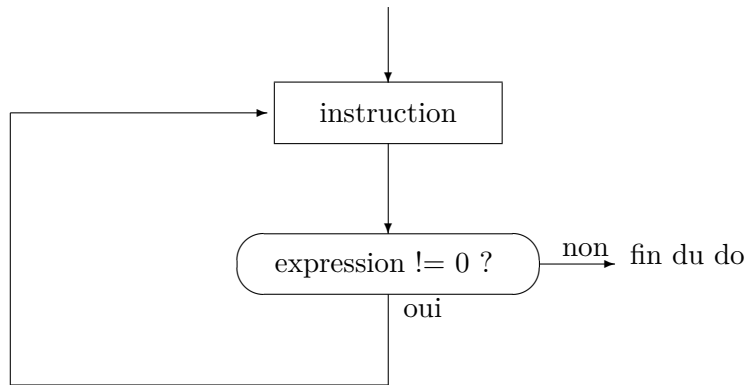 instruction
expression != 0 ?
non
fin du do
oui